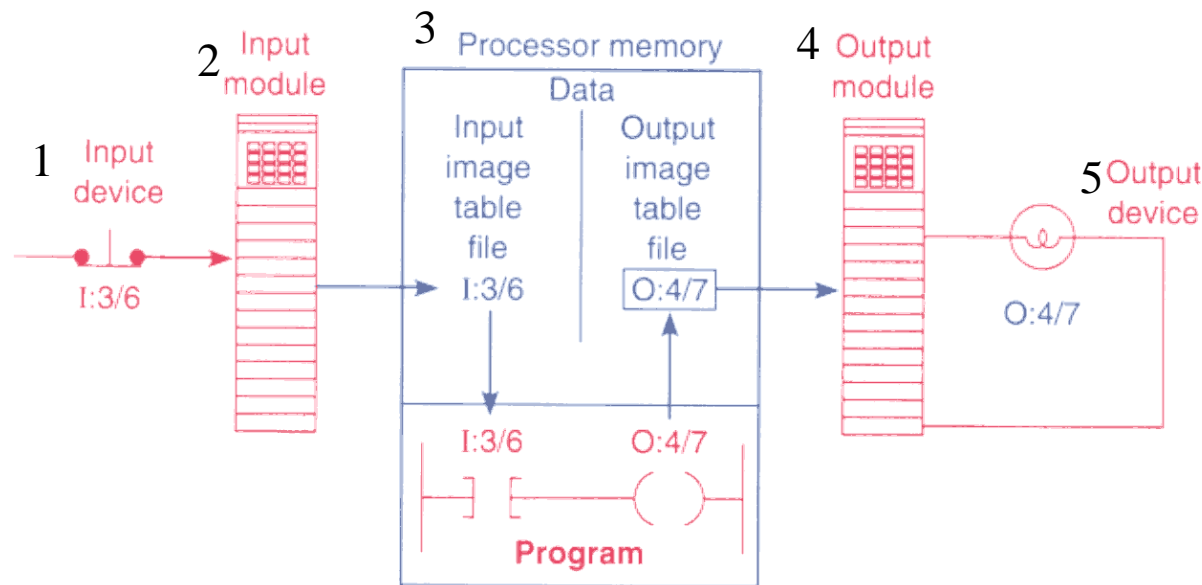 1
Input
device
I:3/6
2
Input
module
3
Processor memory
Data
Input
image
table
file
I:3/6
Output
image
table
file
O:4/7
I:3/6
O:4/7
Program
4
Output
module
5
Output
device
O:4/7